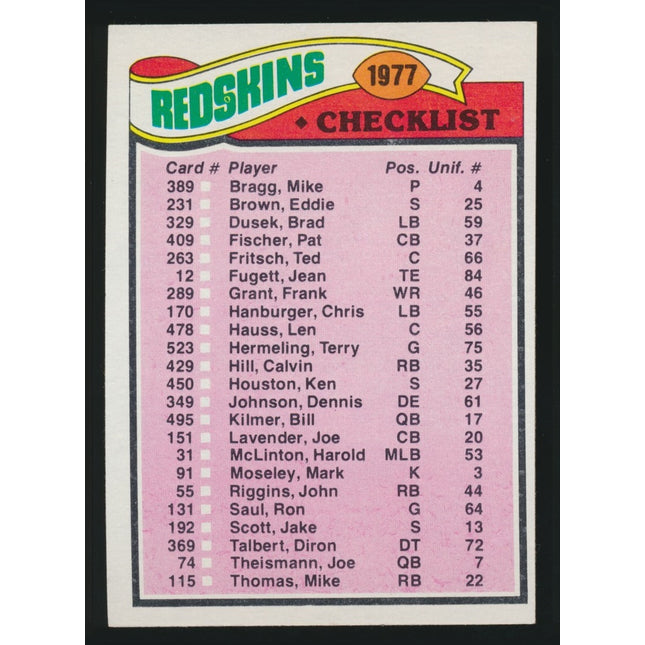 REDSKINS 1977
◆ CHECKLIST
Card # Player Pos. Unif. #
389 Bragg, Mike P 4
231 Brown, Eddie S 25
329 Dusek, Brad LB 59
409 Fischer, Pat CB 37
263 Fritsch, Ted C 66
12 Fugett, Jean TE 84
289 Grant, Frank WR 46
170 Hanburger, Chris LB 55
478 Hauss, Len C 56
523 Hermeling, Terry G 75
429 Hill, Calvin RB 35
450 Houston, Ken S 27
349 Johnson, Dennis DE 61
495 Kilmer, Bill QB 17
151 Lavender, Joe CB 20
31 McLinton, Harold MLB 53
91 Moseley, Mark K 3
55 Riggins, John RB 44
131 Saul, Ron G 64
192 Scott, Jake S 13
369 Talbert, Diron DT 72
74 Theismann, Joe QB 7
115 Thomas, Mike RB 22